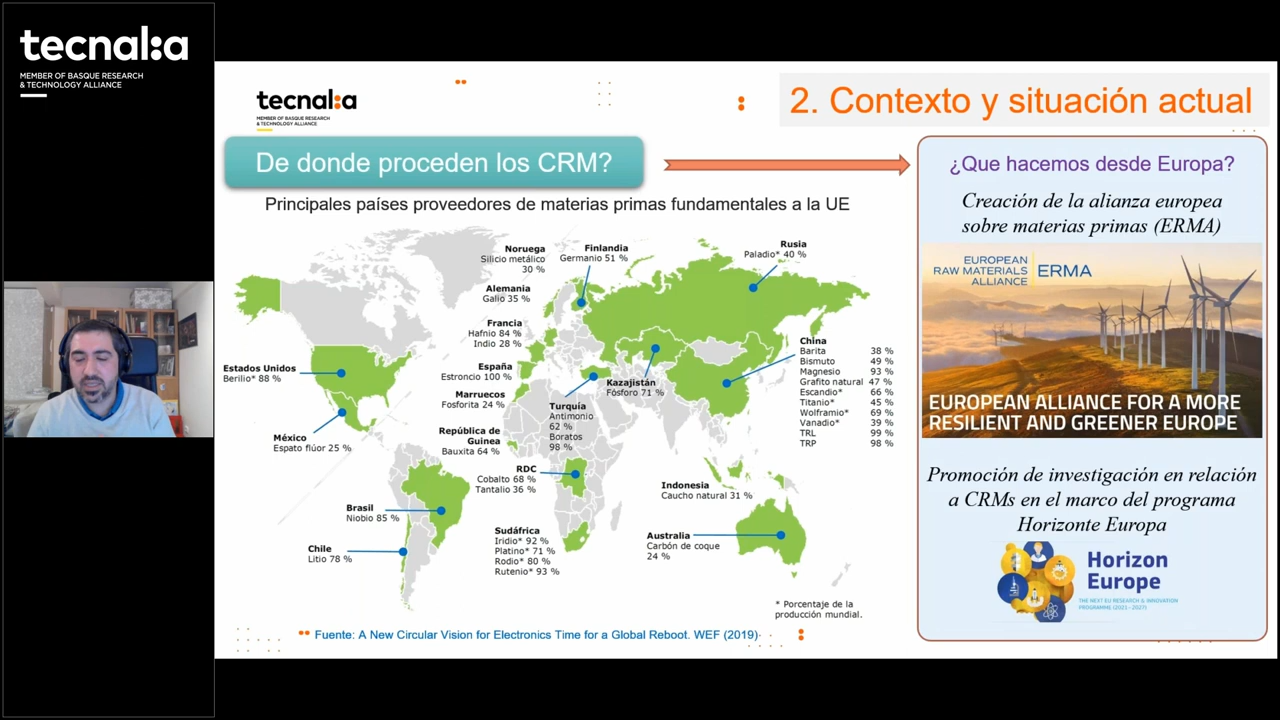 tecnal:a
MEMBER OF BASQUE RESEARCH
& TECHNOLOGY ALLIANCE
tecnal:a
MEMBER OF BASQUE RESEARCH
& TECHNOLOGY ALLIANCE
2. Contexto y situación actual
De donde proceden los CRM?
Principales países proveedores de materias primas fundamentales a la UE
Noruega
Silicio metálico
30 %
Finlandia
Germanio 51 %
Rusia
Paladio* 40 %
Alemania
Galio 35 %
Francia
Hafnio 84 %
Indio 28 %
España
Estroncio 100 %
Marruecos
Fosforita 24 %
República de
Guinea
Bauxita 64 %
Estados Unidos
Berilio* 88 %
México
Espato flúor 25 %
Turquía
Antimonio
62 %
Boratos
98 %
Kazajistán
Fósforo 71 %
China
Barita 38 %
Bismuto 49 %
Magnesio 93 %
Grafito natural 47 %
Escandio* 66 %
Titanio* 45 %
Wolframio* 69 %
Vanadio* 39 %
TRL 99 %
TRP 98 %
RDC
Cobalto 68 %
Tantalio 36 %
Indonesia
Caucho natural 31 %
Brasil
Niobio 85 %
Chile
Litio 78 %
Sudáfrica
Iridio* 92 %
Platino* 71 %
Rodio* 80 %
Rutenio* 93 %
Australia
Carbón de coque
24 %
* Porcentaje de la
producción mundial.
Fuente: A New Circular Vision for Electronics Time for a Global Reboot. WEF (2019)
¿Que hacemos desde Europa?
Creación de la alianza europea
sobre materias primas (ERMA)
EUROPEAN
RAW MATERIALS
ALLIANCE
ERMA
EUROPEAN ALLIANCE FOR A MORE
RESILIENT AND GREENER EUROPE
Promoción de investigación en relación
a CRMs en el marco del programa
Horizonte Europa
Horizon
Europe
THE NEXT EU RESEARCH & INNOVATION
PROGRAMME (2021 - 2027)